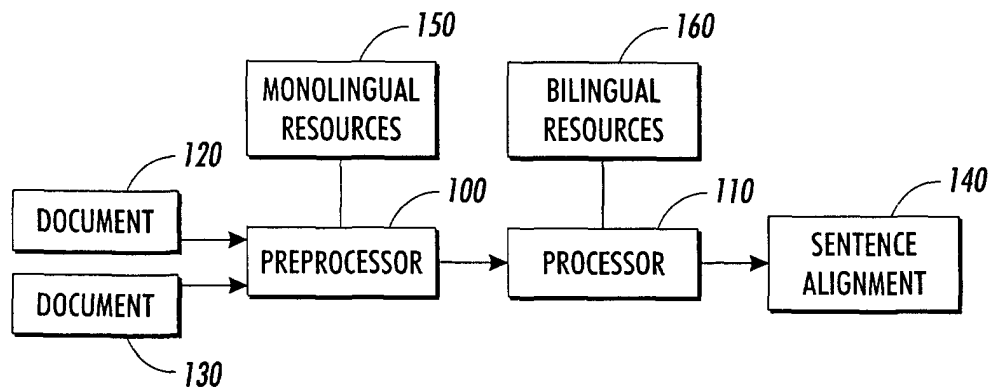 150
MONOLINGUAL
RESOURCES
160
BILINGUAL
RESOURCES
120
DOCUMENT
100
PREPROCESSOR
110
PROCESSOR
140
SENTENCE
ALIGNMENT
DOCUMENT
130